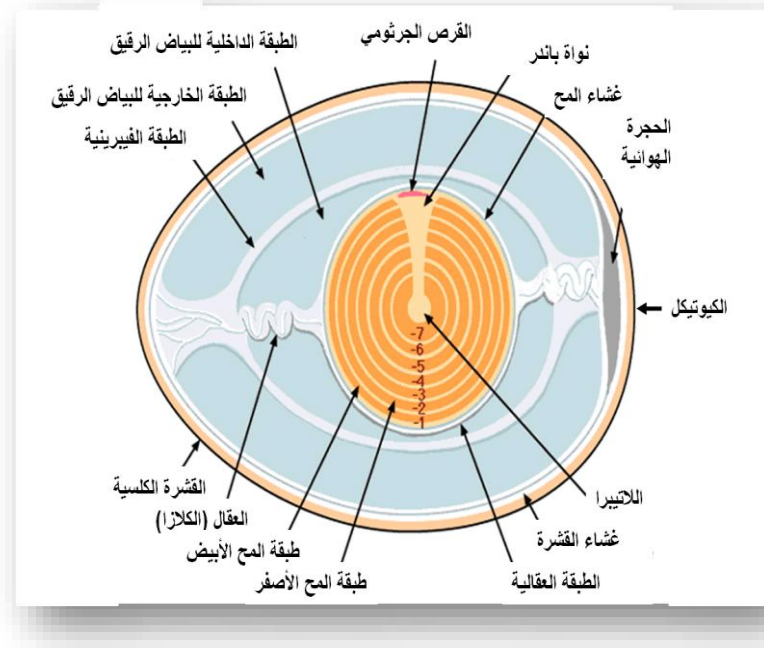 القرص الجرثومي
الطبقة الداخلية للبياض الرقيق
نواة باندر
غشاء المح
الطبقة الخارجية للبياض الرقيق
الحجرة
الهوائية
الطبقة الفيبرينية
الكيوتيكل
-7
-6
-5
-4
-3
-2
-1
القشرة الكلسية
اللاتيبرا
العقال (الكلازا)
غشاء القشرة
طبقة المح الأبيض
طبقة المح الأصفر
الطبقة العقالية